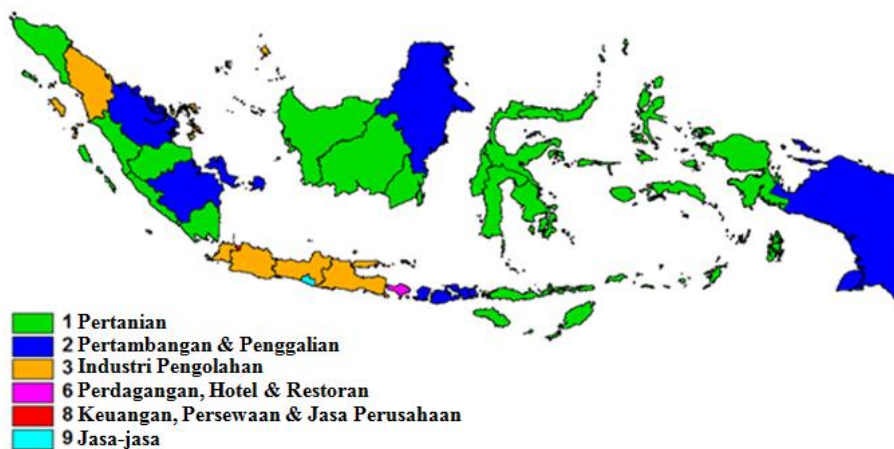 1 Pertanian
2 Pertambangan & Penggalian
3 Industri Pengolahan
6 Perdagangan, Hotel & Restoran
8 Keuangan, Persewaan & Jasa Perusahaan
9 Jasa-jasa